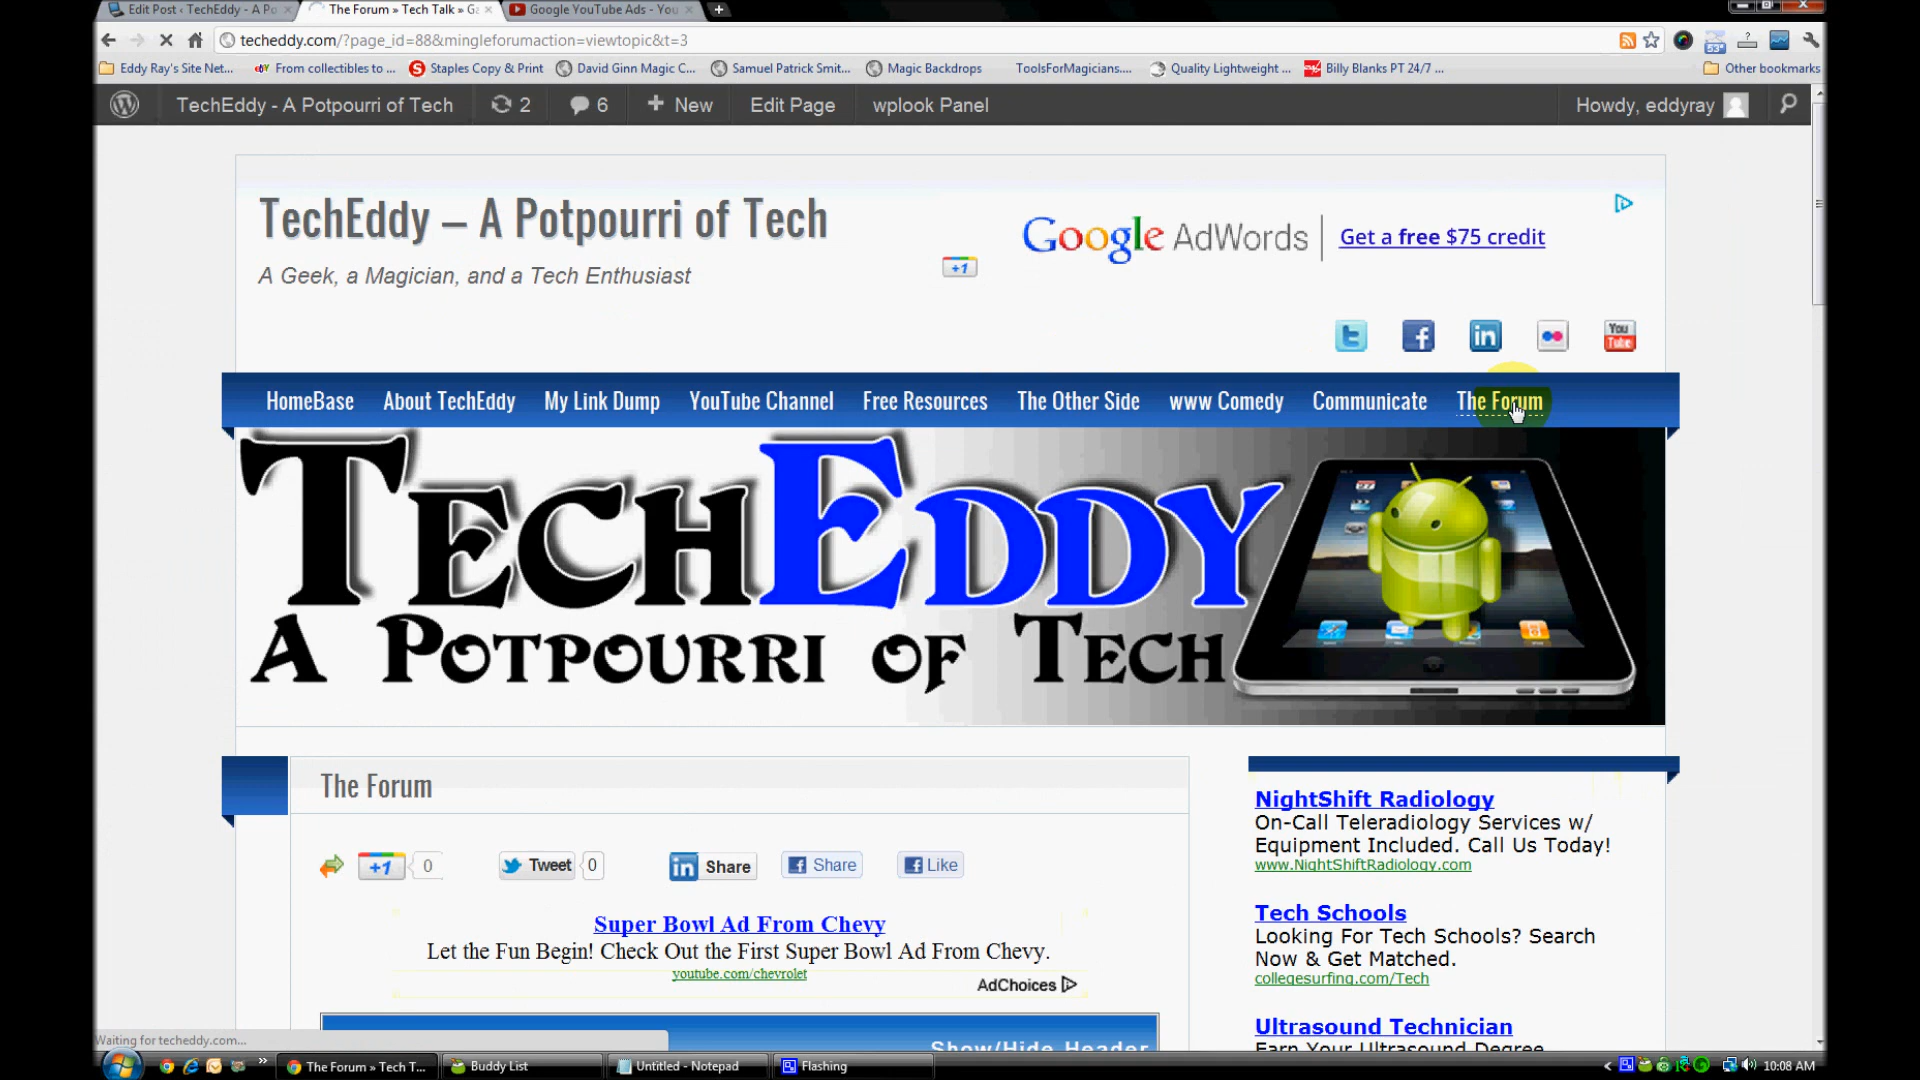 Edit Post ‹ TechEddy - A Po
The Forum » Tech Talk » Ga
Google YouTube Ads - You
techeddy.com/?page_id=88&mingleforumaction=viewtopic&t=3
Eddy Ray's Site Net...
From collectibles to ...
Staples Copy & Print
David Ginn Magic C...
Samuel Patrick Smit...
Magic Backdrops
ToolsForMagicians....
Quality Lightweight ...
Billy Blanks PT 24/7 ...
Other bookmarks
53°
TechEddy - A Potpourri of Tech
2
6
+ New
Edit Page
wplook Panel
Howdy, eddyray
TechEddy – A Potpourri of Tech
A Geek, a Magician, and a Tech Enthusiast
+1
Google AdWords
Get a free $75 credit
You Tube
HomeBase
About TechEddy
My Link Dump
YouTube Channel
Free Resources
The Other Side
www Comedy
Communicate
The Forum
TechEddy
A Potpourri of Tech
The Forum
+1 0
Tweet 0
in Share
Share
Like
Super Bowl Ad From Chevy
Let the Fun Begin! Check Out the First Super Bowl Ad From Chevy.
youtube.com/chevrolet
AdChoices
Show/Hide Header
NightShift Radiology
On-Call Teleradiology Services w/
Equipment Included. Call Us Today!
www.NightShiftRadiology.com
Tech Schools
Looking For Tech Schools? Search
Now & Get Matched.
collegesurfing.com/Tech
Ultrasound Technician
Earn Your Ultrasound Degree
Waiting for techeddy.com...
The Forum » Tech T...
Buddy List
Untitled - Notepad
Flashing
10:08 AM